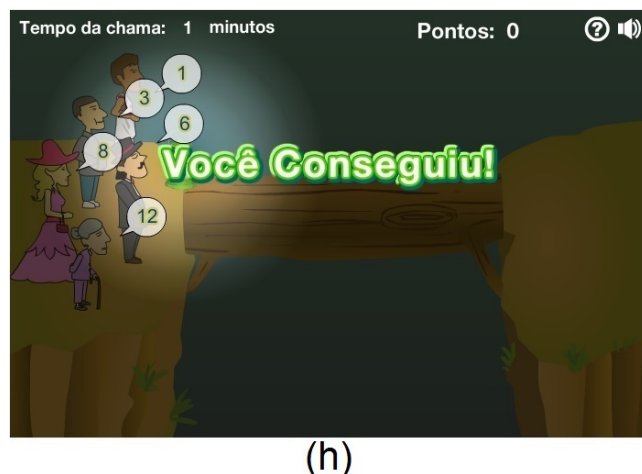 Tempo da chama: 1 minutos
Pontos: 0
?
1
3
6
8
Você Conseguiu!
12
(h)